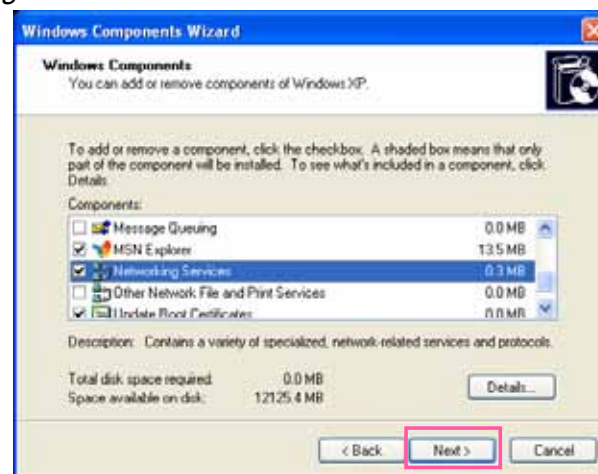 Windows Components Wizard
Windows Components
You can add or remove components of Windows XP.
To add or remove a component, click the checkbox. A shaded box means that only
part of the component will be installed. To see what's included in a component, click
Details.
Components:
Message Queuing 0.0 MB
MSN Explorer 13.5 MB
Networking Services 0.3 MB
Other Network File and Print Services 0.0 MB
Update Root Certificates 0.0 MB
Description: Contains a variety of specialized, network-related services and protocols.
Total disk space required: 0.0 MB
Space available on disk: 12125.4 MB
Details...
< Back Next > Cancel